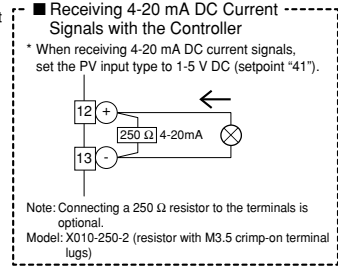 t
■ Receiving 4-20 mA DC Current
Signals with the Controller
* When receiving 4-20 mA DC current signals,
set the PV input type to 1-5 V DC (setpoint "41").
12 +
250 Ω 4-20mA
13 -
Note: Connecting a 250 Ω resistor to the terminals is
optional.
Model: X010-250-2 (resistor with M3.5 crimp-on terminal
lugs)